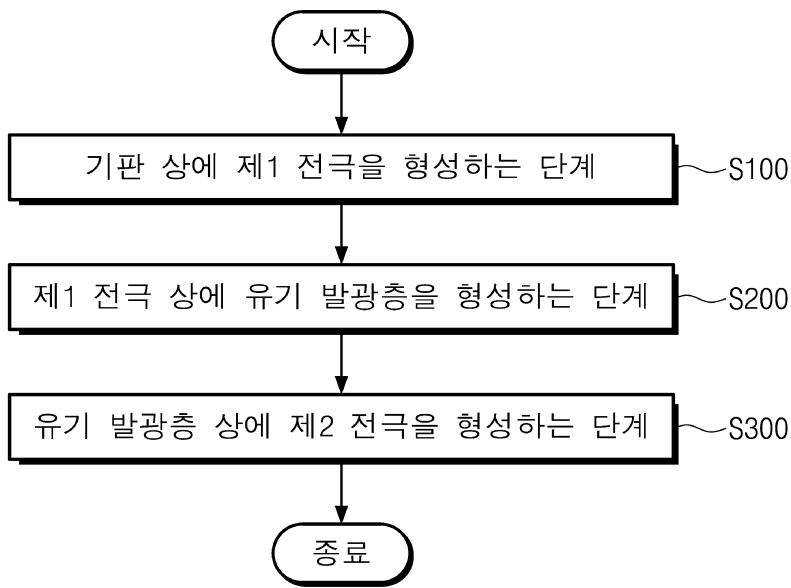 시작
기판 상에 제1 전극을 형성하는 단계
S100
제1 전극 상에 유기 발광층을 형성하는 단계
S200
유기 발광층 상에 제2 전극을 형성하는 단계
S300
종료